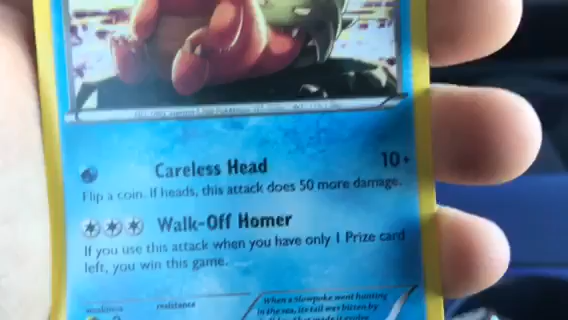 Careless Head 10+
Flip a coin. If heads, this attack does 50 more damage.
Walk-Off Homer
If you use this attack when you have only 1 Prize card
left, you win this game.
weakness resistance
When a Slowpoke went hunting
in the sea, its tail was bitten by